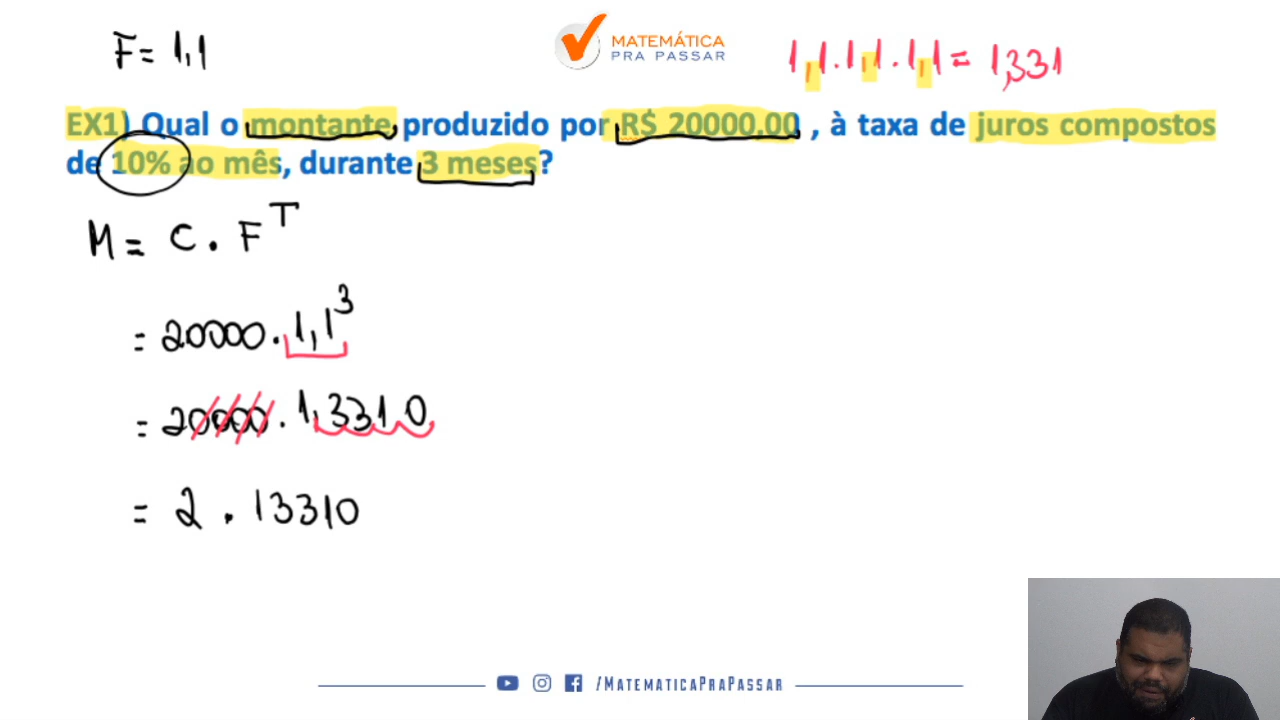 F = 1,1
MATEMÁTICA
PRA PASSAR
1,1.1,1.1,1 = 1,331
EX1) Qual o montante produzido por R$ 20000.00 , à taxa de juros compostos
de 10% ao mês, durante 3 meses?
M = C . F^T
= 20000 . 1,1^3
= 20000 . 1,3310
= 2 . 13310
/MATEMATICAPRAPASSAR